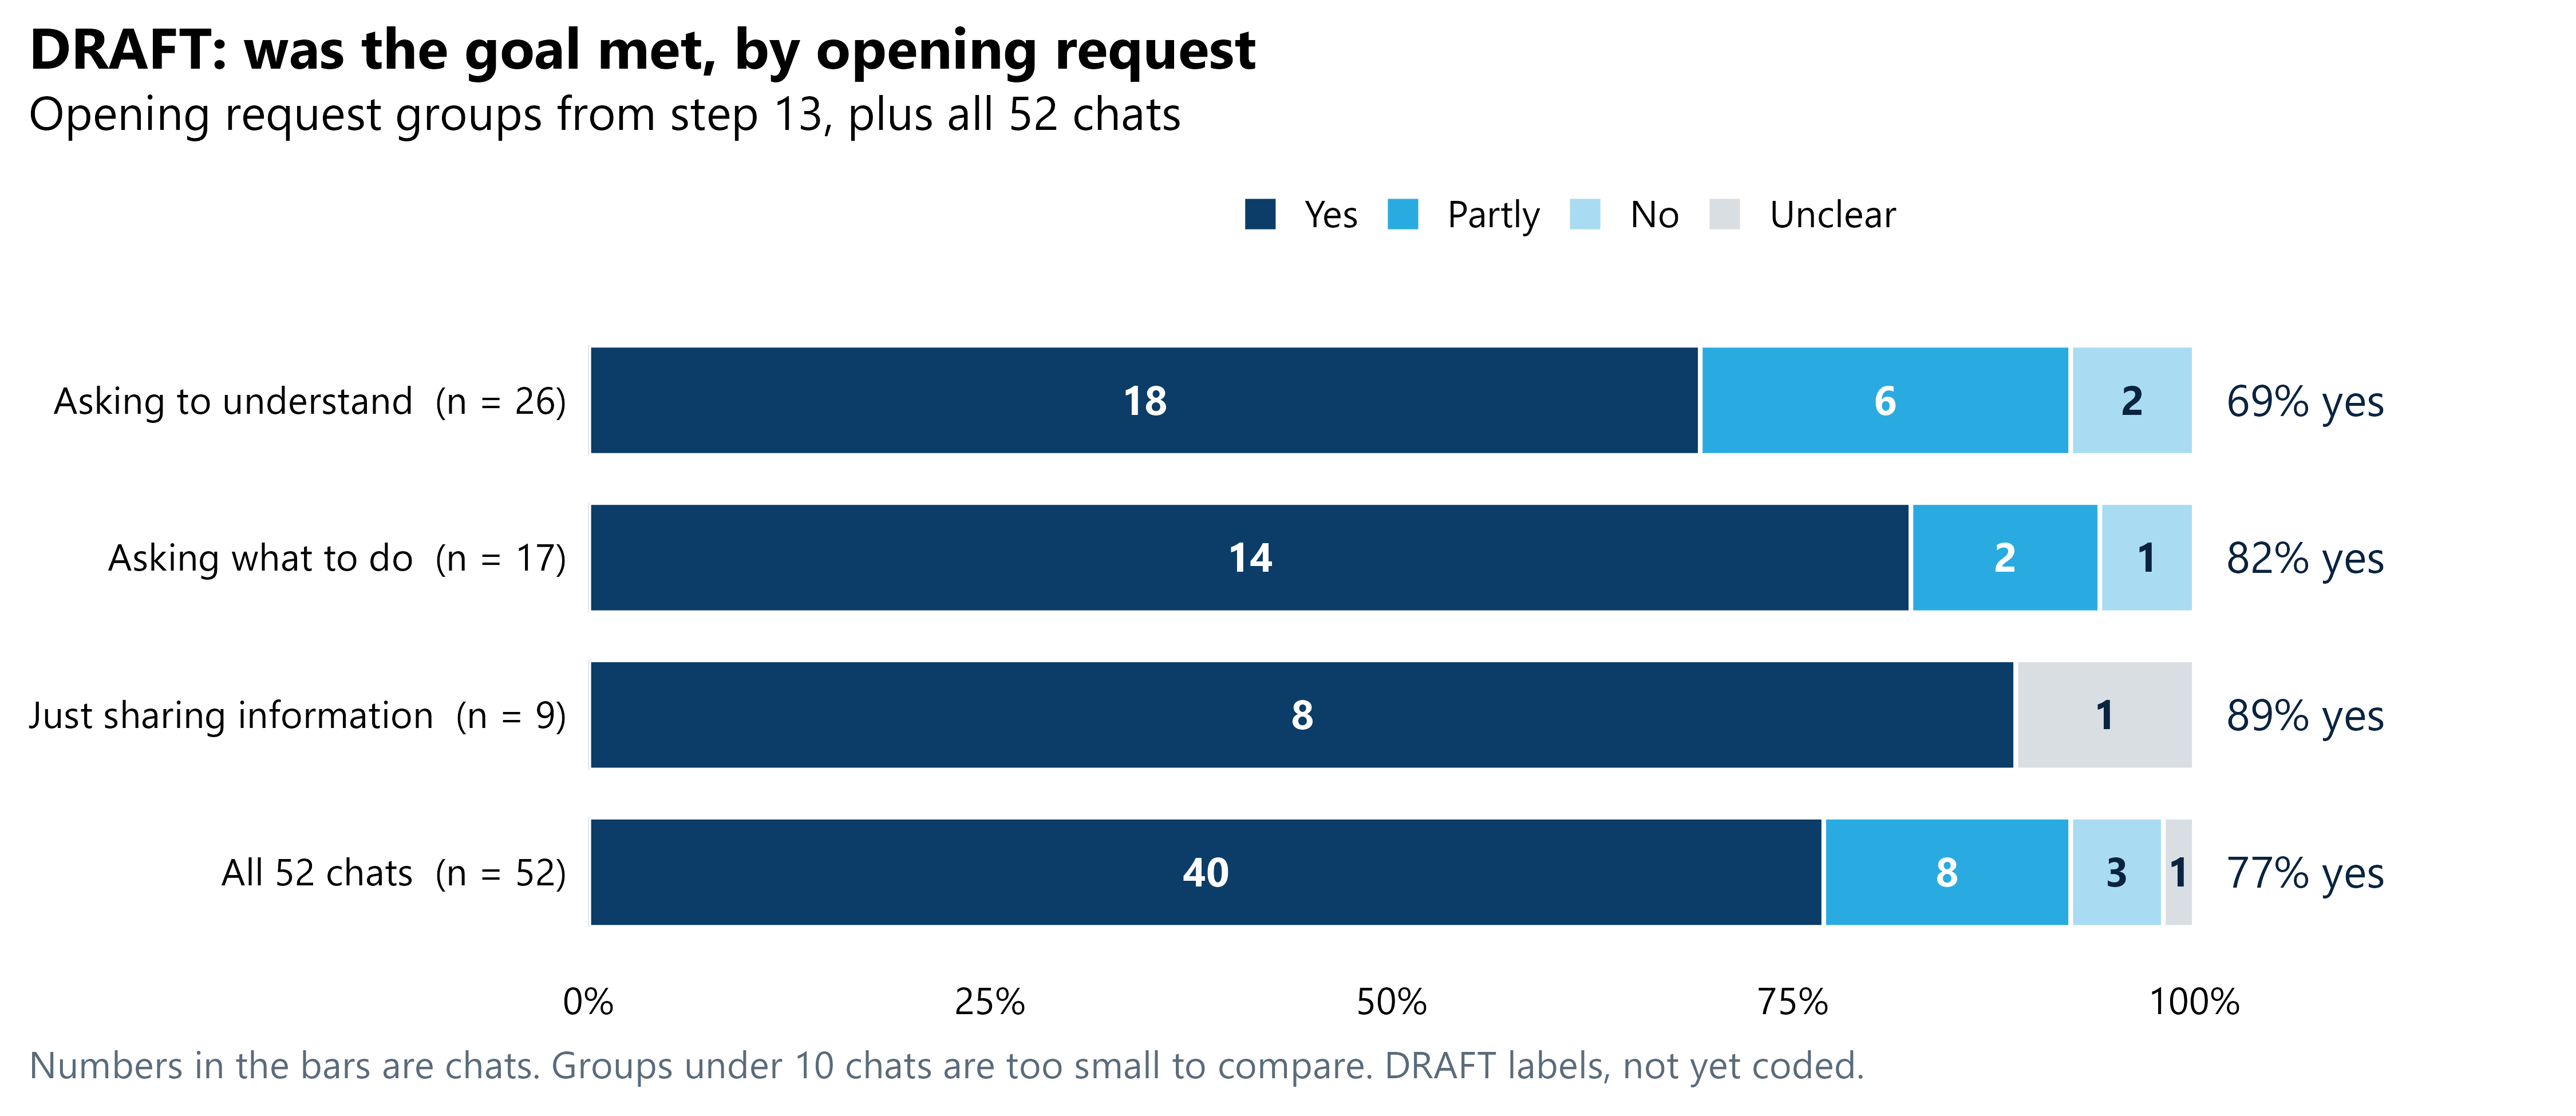 DRAFT: was the goal met, by opening request
Opening request groups from step 13, plus all 52 chats
Yes Partly No Unclear
Asking to understand (n = 26) 18 6 2 69% yes
Asking what to do (n = 17) 14 2 1 82% yes
Just sharing information (n = 9) 8 1 89% yes
All 52 chats (n = 52) 40 8 3 1 77% yes
0% 25% 50% 75% 100%
Numbers in the bars are chats. Groups under 10 chats are too small to compare. DRAFT labels, not yet coded.